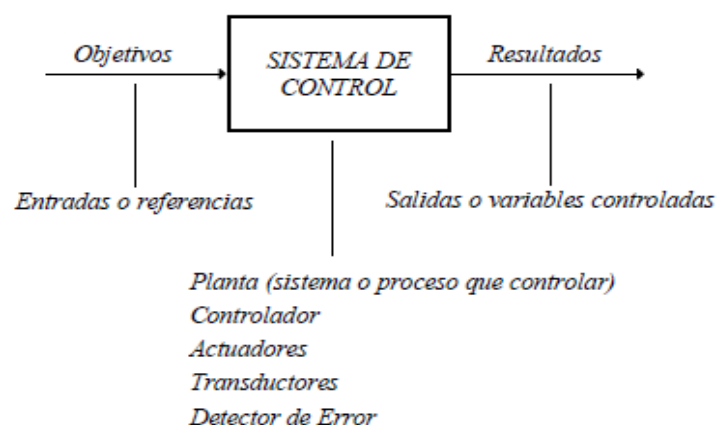 Objetivos
SISTEMA DE
CONTROL
Resultados
Entradas o referencias
Salidas o variables controladas
Planta (sistema o proceso que controlar)
Controlador
Actuadores
Transductores
Detector de Error